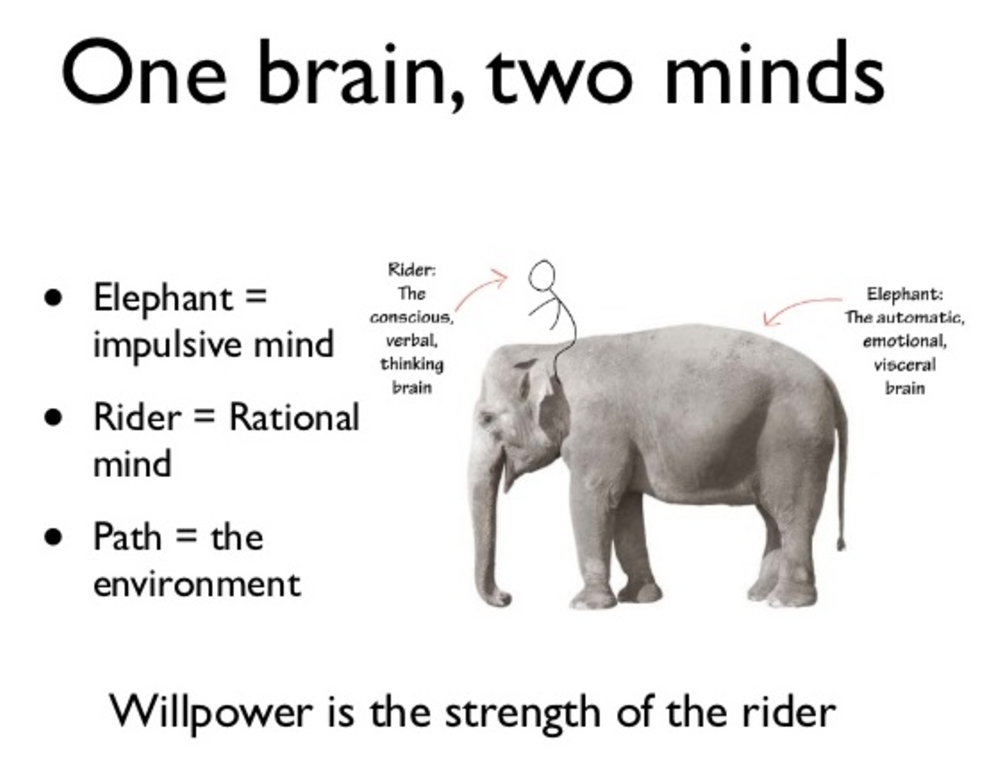 One brain, two minds
• Elephant =
impulsive mind
• Rider = Rational
mind
• Path = the
environment
Rider:
The
conscious,
verbal,
thinking
brain
Elephant:
The automatic,
emotional,
visceral
brain
Willpower is the strength of the rider